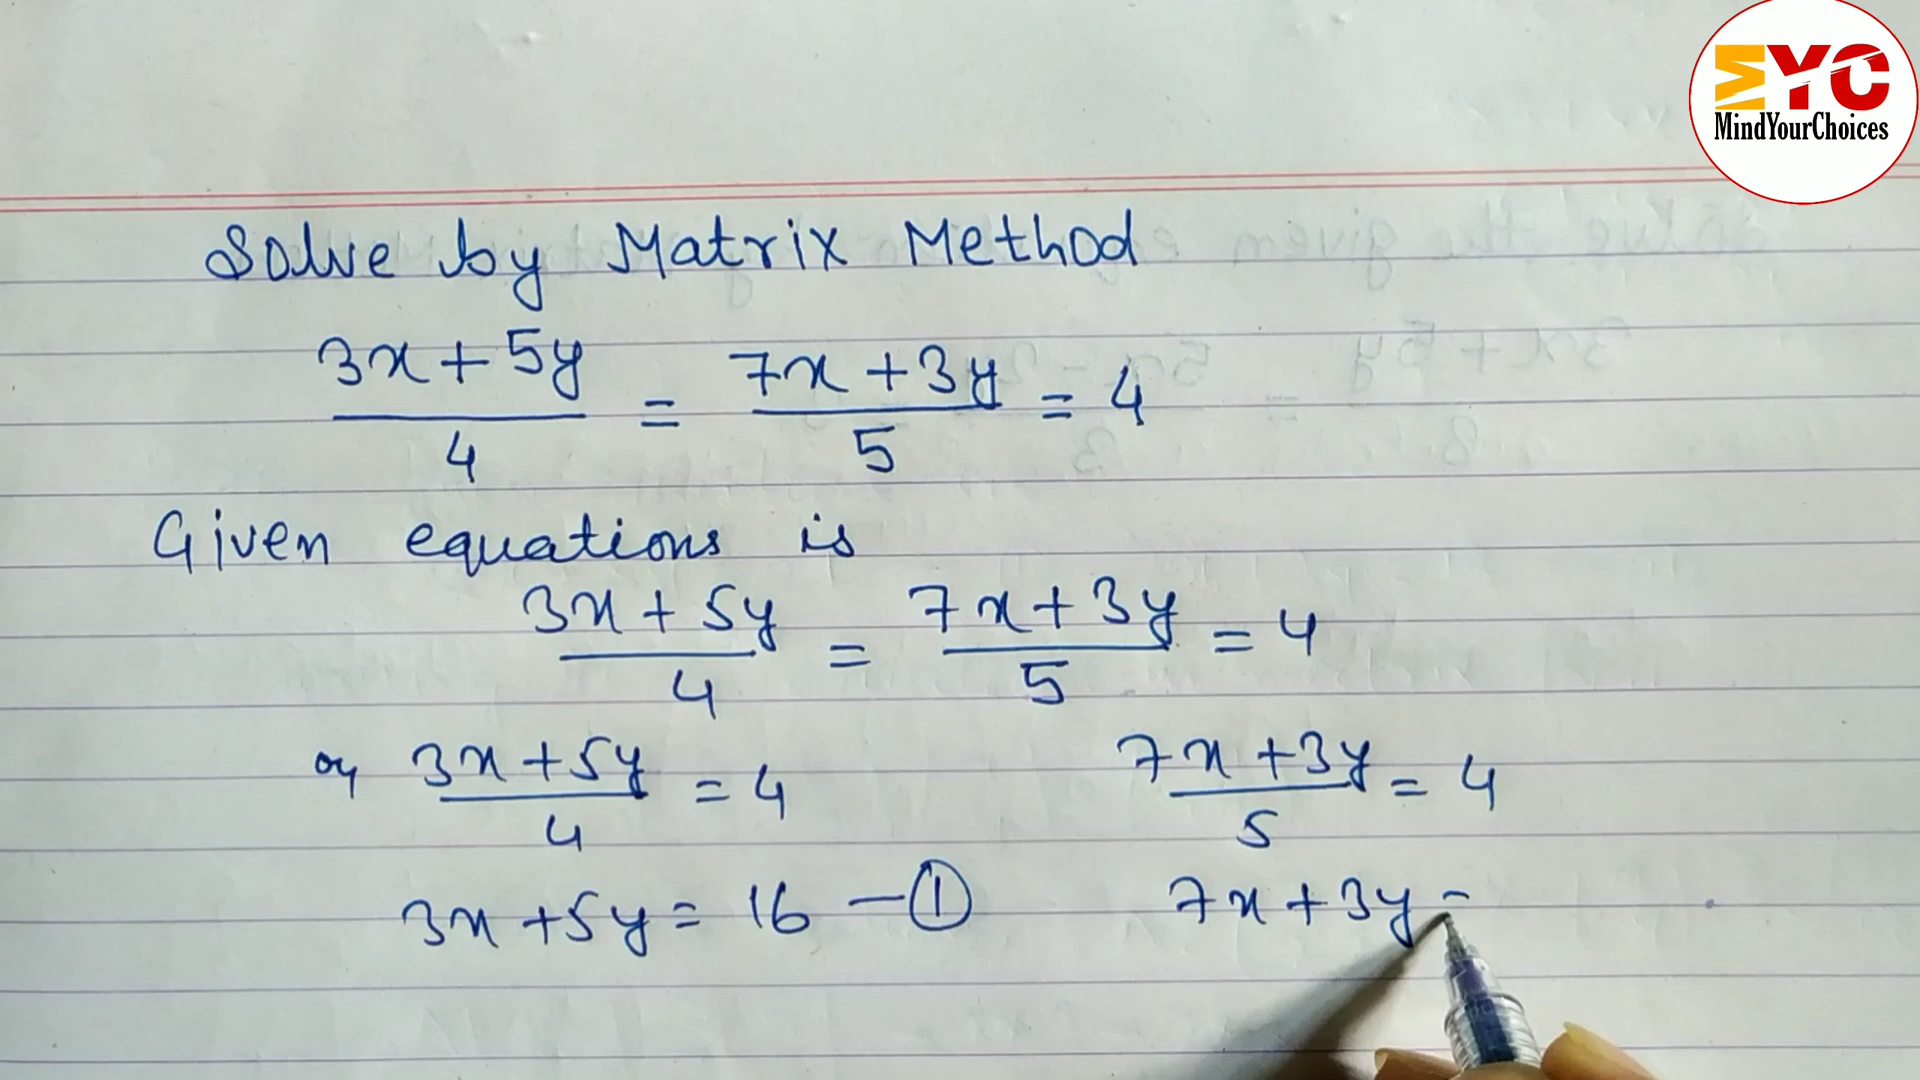 MYC
MindYourChoices
Solve by Matrix Method
3x + 5y / 4 = 7x + 3y / 5 = 4
Given equations is
3x + 5y / 4 = 7x + 3y / 5 = 4
or 3x + 5y / 4 = 4 7x + 3y / 5 = 4
3x + 5y = 16 — ① 7x + 3y =